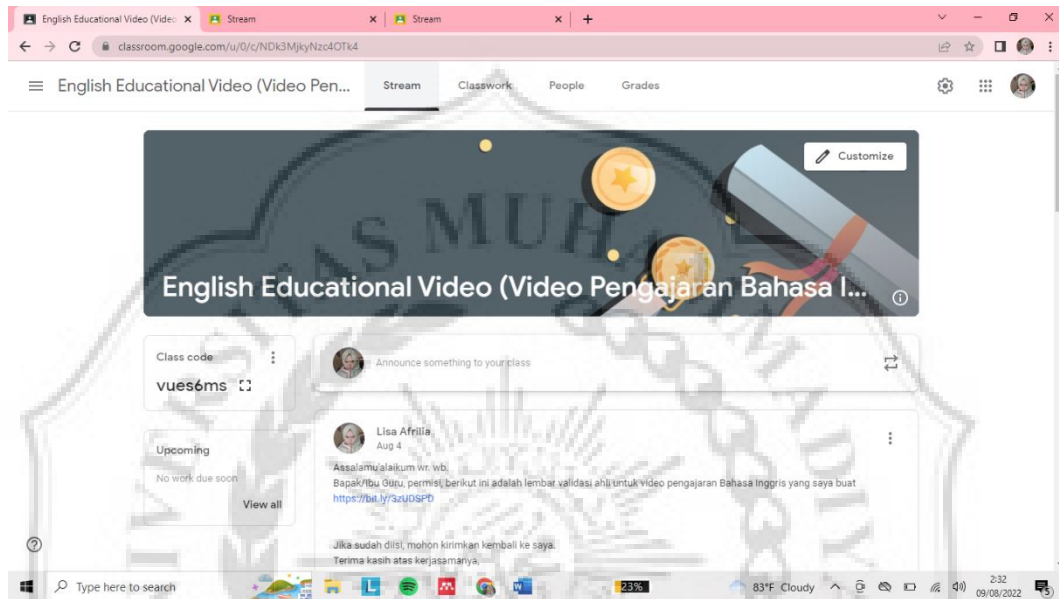 English Educational Video (Video
Stream
Stream
classroom.google.com/u/0/c/NDk3MjkyNzc4OTk4
English Educational Video (Video Pen...
Stream
Classwork
People
Grades
Customize
English Educational Video (Video Pengajaran Bahasa I...
Class code
vues6ms
Announce something to your class
Upcoming
No work due soon
View all
Lisa Afrilia
Aug 4
Assalamu'alaikum wr. wb.
Bapak/Ibu Guru, permisi, berikut ini adalah lembar validasi ahli untuk video pengajaran Bahasa Inggris yang saya buat
https://bit.ly/3zUDSPD
Jika sudah diisi, mohon kirimkan kembali ke saya.
Terima kasih atas kerjasamanya,
Type here to search
23%
83°F Cloudy
2:32
09/08/2022
5